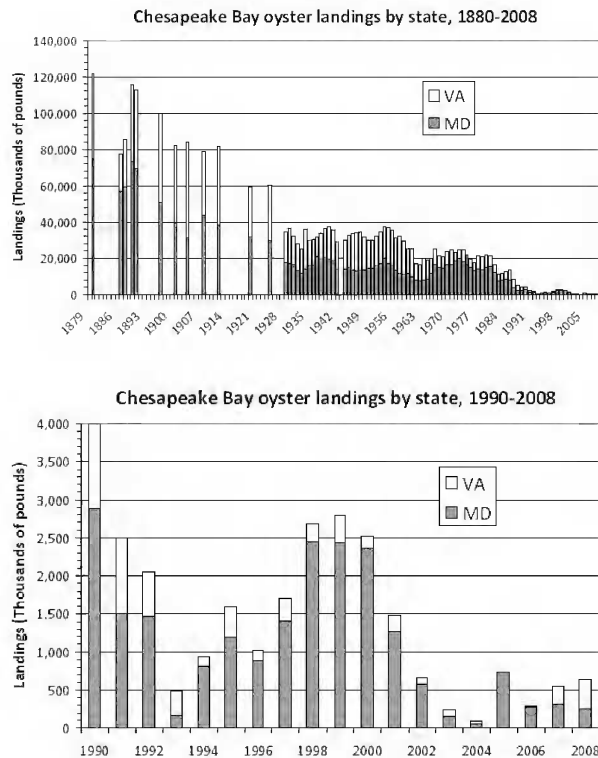 Chesapeake Bay oyster landings by state, 1880-2008
Landings (Thousands of pounds)
140,000
120,000
100,000
80,000
60,000
40,000
20,000
0
VA
MD
1879 1886 1893 1900 1907 1914 1921 1928 1935 1942 1949 1956 1963 1970 1977 1984 1991 1998 2005
Chesapeake Bay oyster landings by state, 1990-2008
Landings (Thousands of pounds)
4,000
3,500
3,000
2,500
2,000
1,500
1,000
500
0
VA
MD
1990 1992 1994 1996 1998 2000 2002 2004 2006 2008